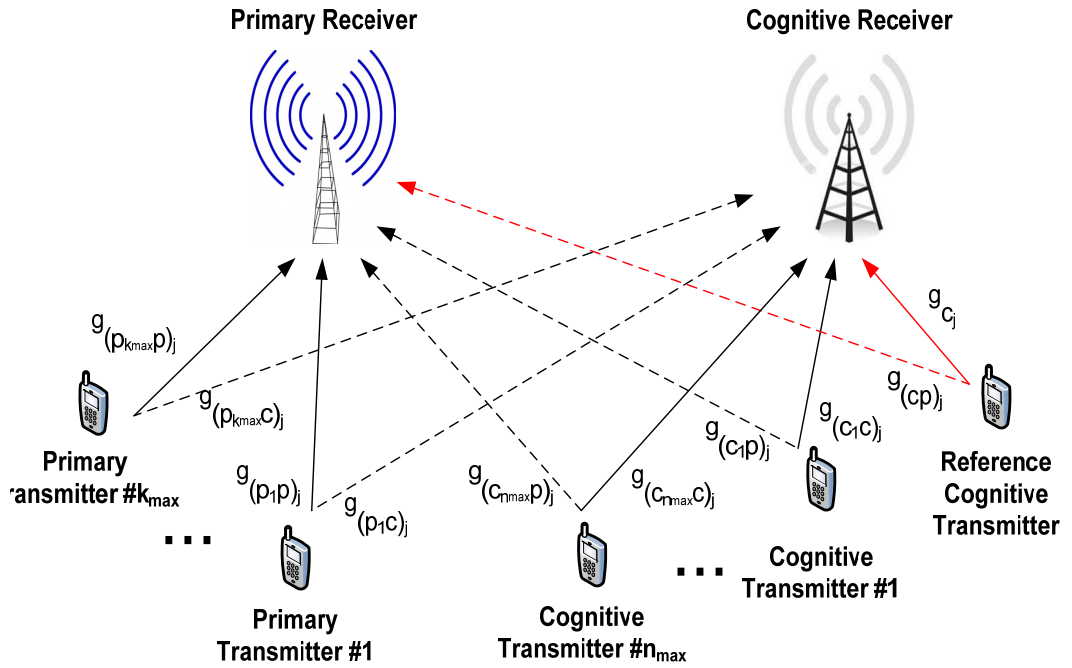 Primary Receiver
Cognitive Receiver
g(pkmaxp)j
g(pkmaxc)j
Primary
ransmitter #kmax
...
g(p1p)j
g(p1c)j
Primary
Transmitter #1
g(cnmaxp)j
g(cnmaxc)j
Cognitive
Transmitter #nmax
...
g(c1p)j
g(c1c)j
Cognitive
Transmitter #1
gcj
g(cp)j
Reference
Cognitive
Transmitter